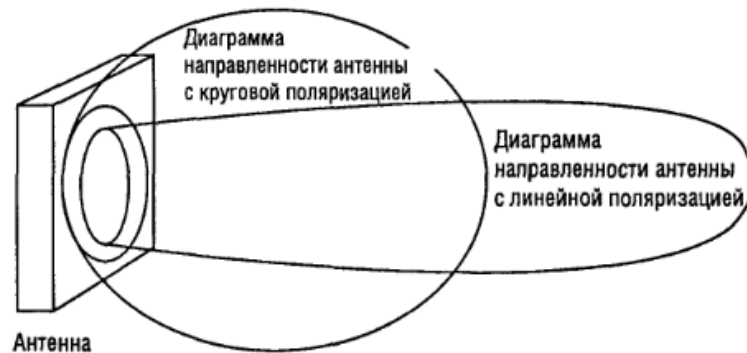 Диаграмма
направленности антенны
с круговой поляризацией
Диаграмма
направленности антенны
с линейной поляризацией
Антенна